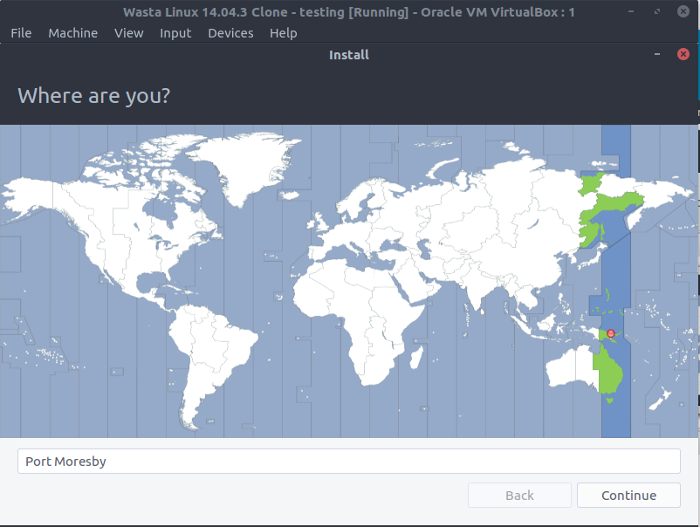 Wasta Linux 14.04.3 Clone - testing [Running] - Oracle VM VirtualBox : 1
File Machine View Input Devices Help
Install
Where are you?
Port Moresby
Back Continue